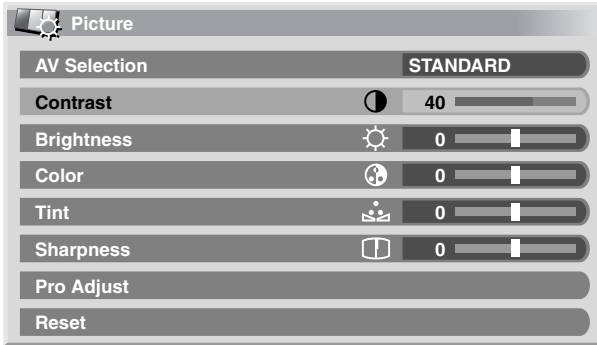 Picture
AV Selection STANDARD
Contrast 40
Brightness 0
Color 0
Tint 0
Sharpness 0
Pro Adjust
Reset